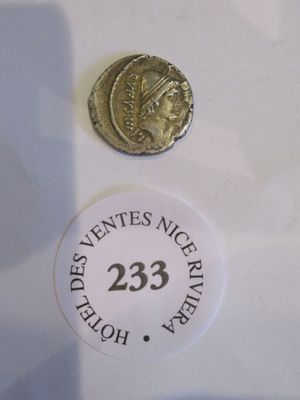 HÔTEL DES VENTES NICE RIVIERA •
233